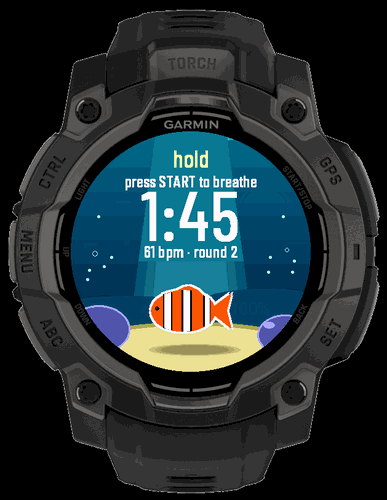 TORCH
GARMIN
CTRL
LIGHT
GPS
START/STOP
hold
press START to breathe
1:45
61 bpm · round 2
MENU
UP
ABC
DOWN
SET
BACK